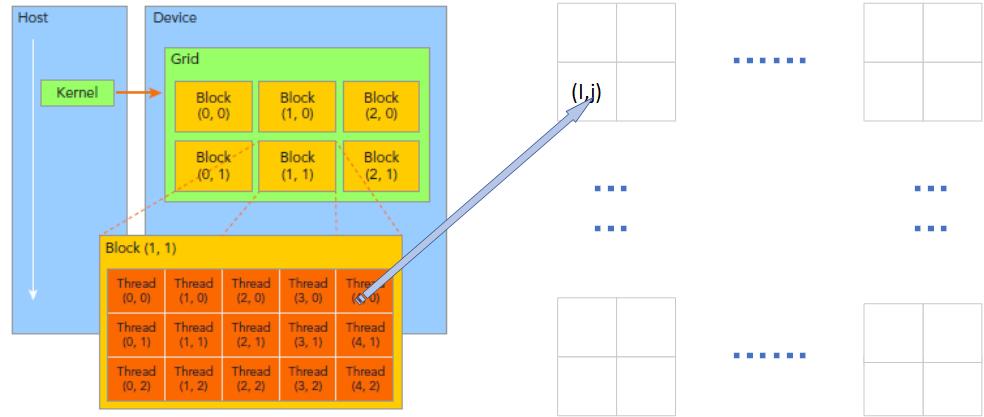 Host
Device
Grid
Kernel
Block
(0, 0)
Block
(1, 0)
Block
(2, 0)
Block
(0, 1)
Block
(1, 1)
Block
(2, 1)
Block (1, 1)
Thread
(0, 0)
Thread
(1, 0)
Thread
(2, 0)
Thread
(3, 0)
Thread
Thread
(0, 1)
Thread
(1, 1)
Thread
(2, 1)
Thread
(3, 1)
Thread
(4, 1)
Thread
(0, 2)
Thread
(1, 2)
Thread
(2, 2)
Thread
(3, 2)
Thread
(4, 2)
(I,j)